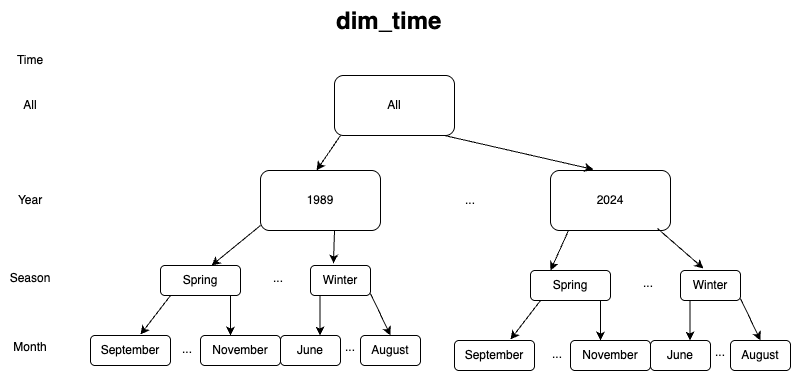 dim_time
Time
All All
Year 1989 ... 2024
Season Spring ... Winter Spring ... Winter
Month September ... November June ... August September ... November June ... August